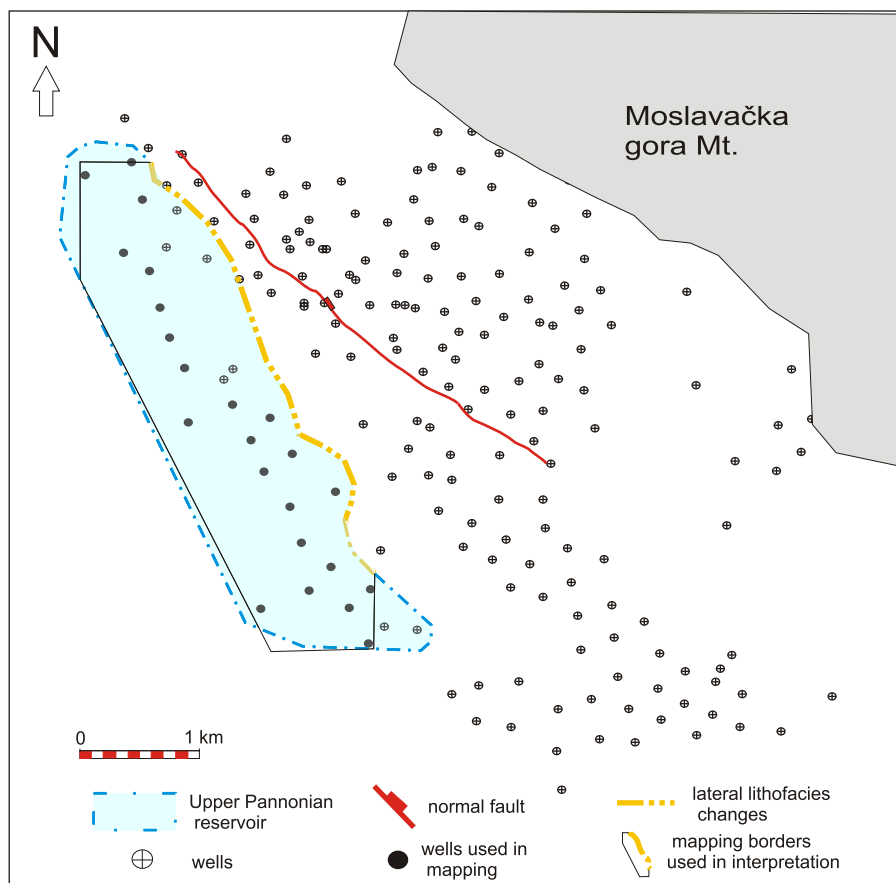 N
Moslavačka
gora Mt.
0 1 km
Upper Pannonian
reservoir
normal fault
lateral lithofacies
changes
wells
wells used in
mapping
mapping borders
used in interpretation